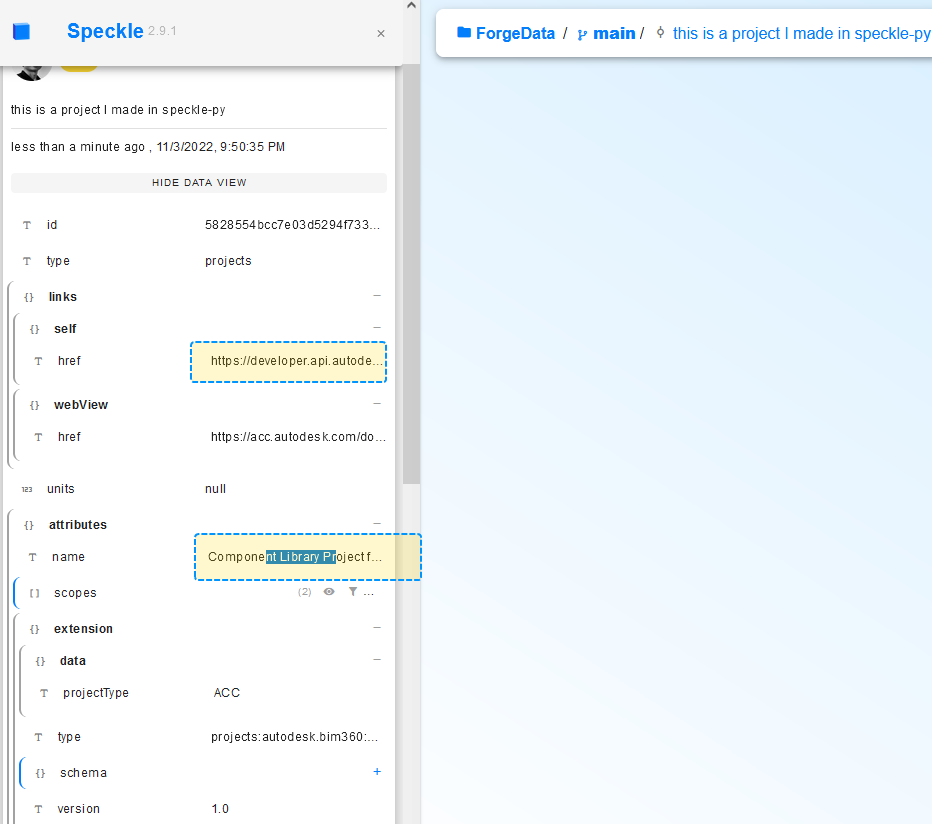 Speckle 2.9.1 ×
ForgeData / main / this is a project I made in speckle-py
this is a project I made in speckle-py
less than a minute ago , 11/3/2022, 9:50:35 PM
HIDE DATA VIEW
T id 5828554bcc7e03d5294f733...
T type projects
{} links −
{} self −
T href https://developer.api.autode...
{} webView −
T href https://acc.autodesk.com/do...
123 units null
{} attributes −
T name Component Library Project f...
[] scopes (2) ...
{} extension −
{} data −
T projectType ACC
T type projects:autodesk.bim360:...
{} schema +
T version 1.0